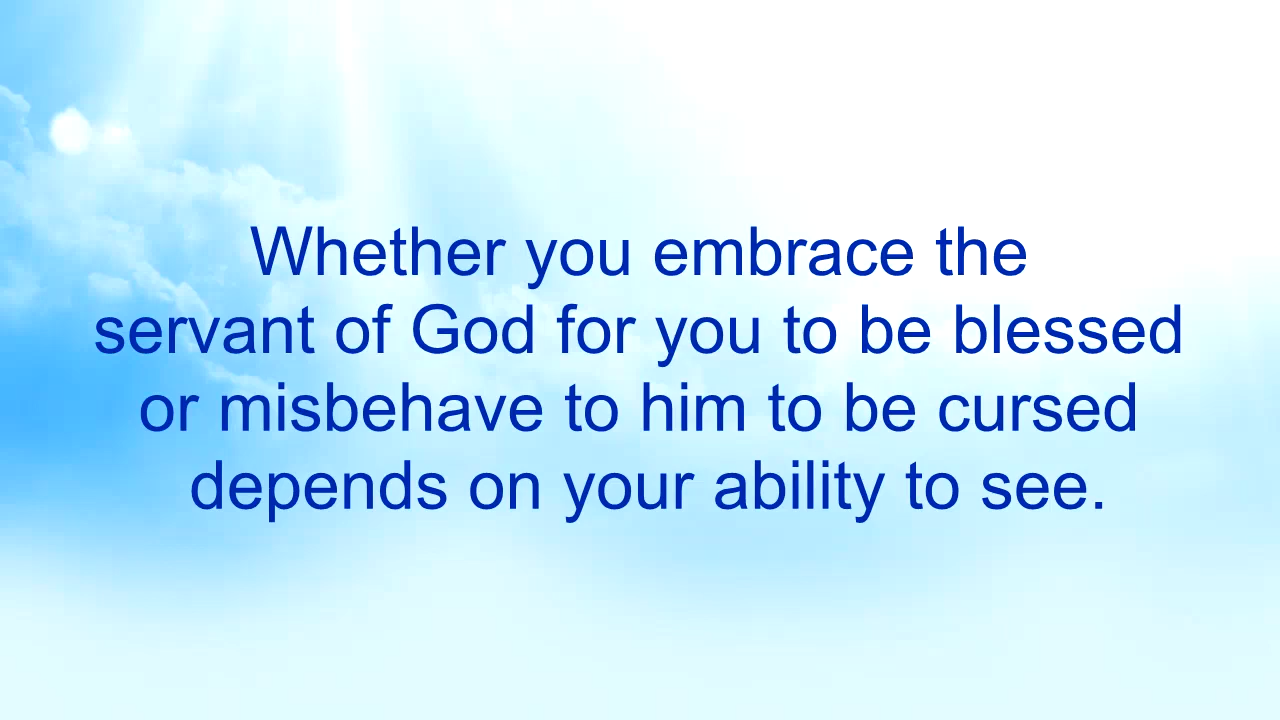 Whether you embrace the
servant of God for you to be blessed
or misbehave to him to be cursed
depends on your ability to see.